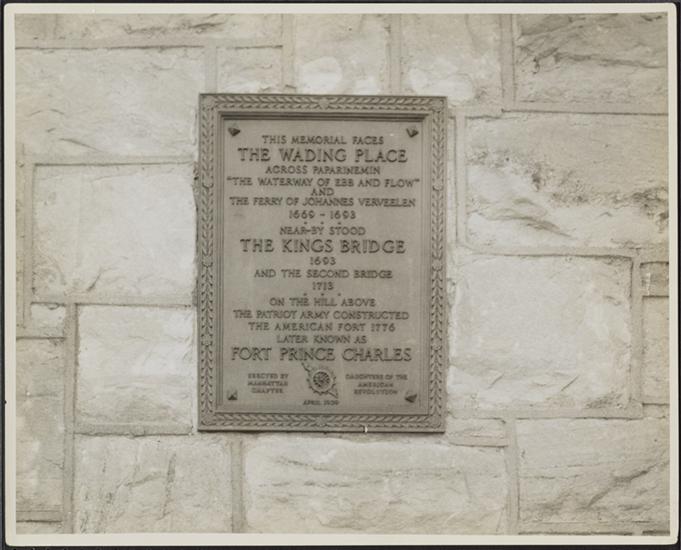 THIS MEMORIAL FACES
THE WADING PLACE
ACROSS PAPARINEMIN
"THE WATERWAY OF EBB AND FLOW"
AND
THE FERRY OF JOHANNES VERVEELEN
1669 - 1693
NEAR-BY STOOD
THE KINGS BRIDGE
1693
AND THE SECOND BRIDGE
1713
ON THE HILL ABOVE
THE PATRIOT ARMY CONSTRUCTED
THE AMERICAN FORT 1776
LATER KNOWN AS
FORT PRINCE CHARLES
ERECTED BY
MANHATTAN
CHAPTER
DAUGHTERS OF THE
AMERICAN
REVOLUTION
APRIL